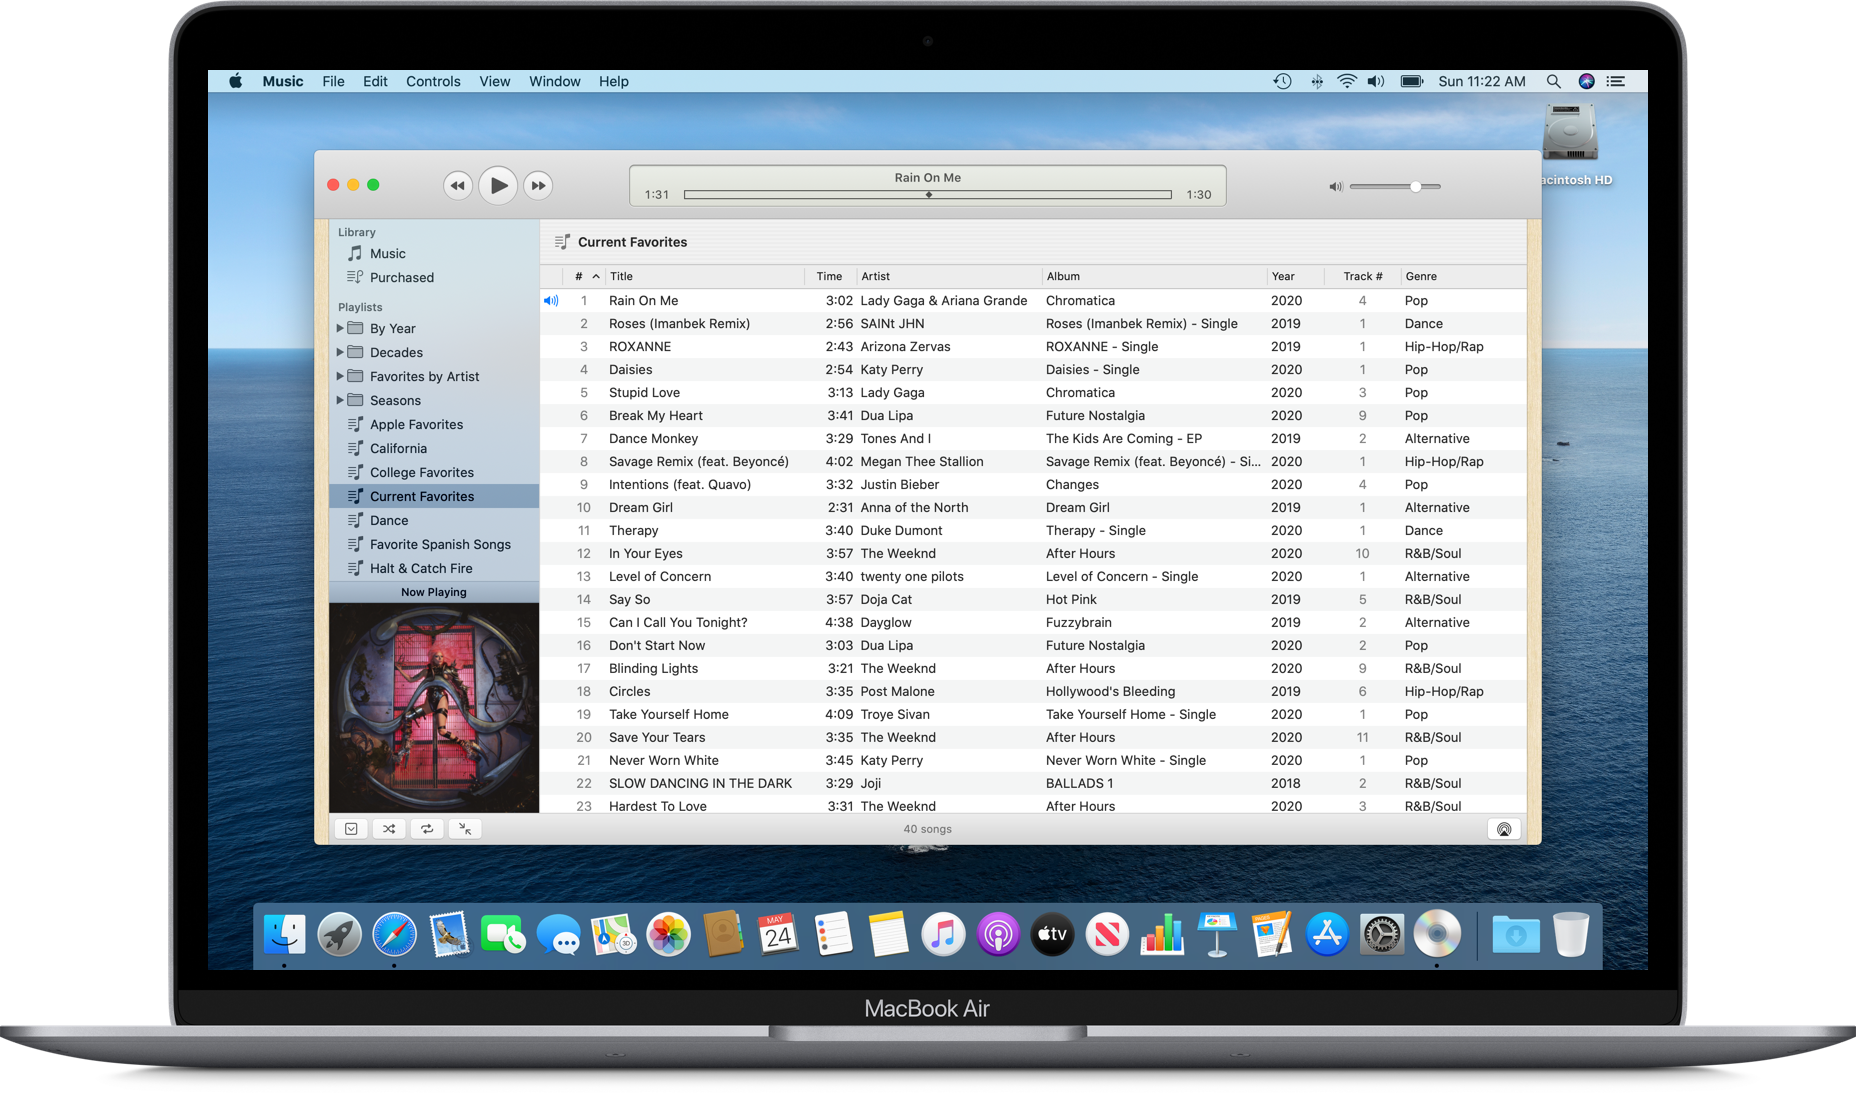 Music File Edit Controls View Window Help Sun 11:22 AM
acintosh HD
Rain On Me
1:31 1:30
Library
Music
Purchased
Playlists
By Year
Decades
Favorites by Artist
Seasons
Apple Favorites
California
College Favorites
Current Favorites
Dance
Favorite Spanish Songs
Halt & Catch Fire
Now Playing
Current Favorites
# Title Time Artist Album Year Track # Genre
1 Rain On Me 3:02 Lady Gaga & Ariana Grande Chromatica 2020 4 Pop
2 Roses (Imanbek Remix) 2:56 SAINt JHN Roses (Imanbek Remix) - Single 2019 1 Dance
3 ROXANNE 2:43 Arizona Zervas ROXANNE - Single 2019 1 Hip-Hop/Rap
4 Daisies 2:54 Katy Perry Daisies - Single 2020 1 Pop
5 Stupid Love 3:13 Lady Gaga Chromatica 2020 3 Pop
6 Break My Heart 3:41 Dua Lipa Future Nostalgia 2020 9 Pop
7 Dance Monkey 3:29 Tones And I The Kids Are Coming - EP 2019 2 Alternative
8 Savage Remix (feat. Beyoncé) 4:02 Megan Thee Stallion Savage Remix (feat. Beyoncé) - Si... 2020 1 Hip-Hop/Rap
9 Intentions (feat. Quavo) 3:32 Justin Bieber Changes 2020 4 Pop
10 Dream Girl 2:31 Anna of the North Dream Girl 2019 1 Alternative
11 Therapy 3:40 Duke Dumont Therapy - Single 2020 1 Dance
12 In Your Eyes 3:57 The Weeknd After Hours 2020 10 R&B/Soul
13 Level of Concern 3:40 twenty one pilots Level of Concern - Single 2020 1 Alternative
14 Say So 3:57 Doja Cat Hot Pink 2019 5 R&B/Soul
15 Can I Call You Tonight? 4:38 Dayglow Fuzzybrain 2019 2 Alternative
16 Don't Start Now 3:03 Dua Lipa Future Nostalgia 2020 2 Pop
17 Blinding Lights 3:21 The Weeknd After Hours 2020 9 R&B/Soul
18 Circles 3:35 Post Malone Hollywood's Bleeding 2019 6 Hip-Hop/Rap
19 Take Yourself Home 4:09 Troye Sivan Take Yourself Home - Single 2020 1 Pop
20 Save Your Tears 3:35 The Weeknd After Hours 2020 11 R&B/Soul
21 Never Worn White 3:45 Katy Perry Never Worn White - Single 2020 1 Pop
22 SLOW DANCING IN THE DARK 3:29 Joji BALLADS 1 2018 2 R&B/Soul
23 Hardest To Love 3:31 The Weeknd After Hours 2020 3 R&B/Soul
40 songs
MAY
24
3D
tv
MacBook Air